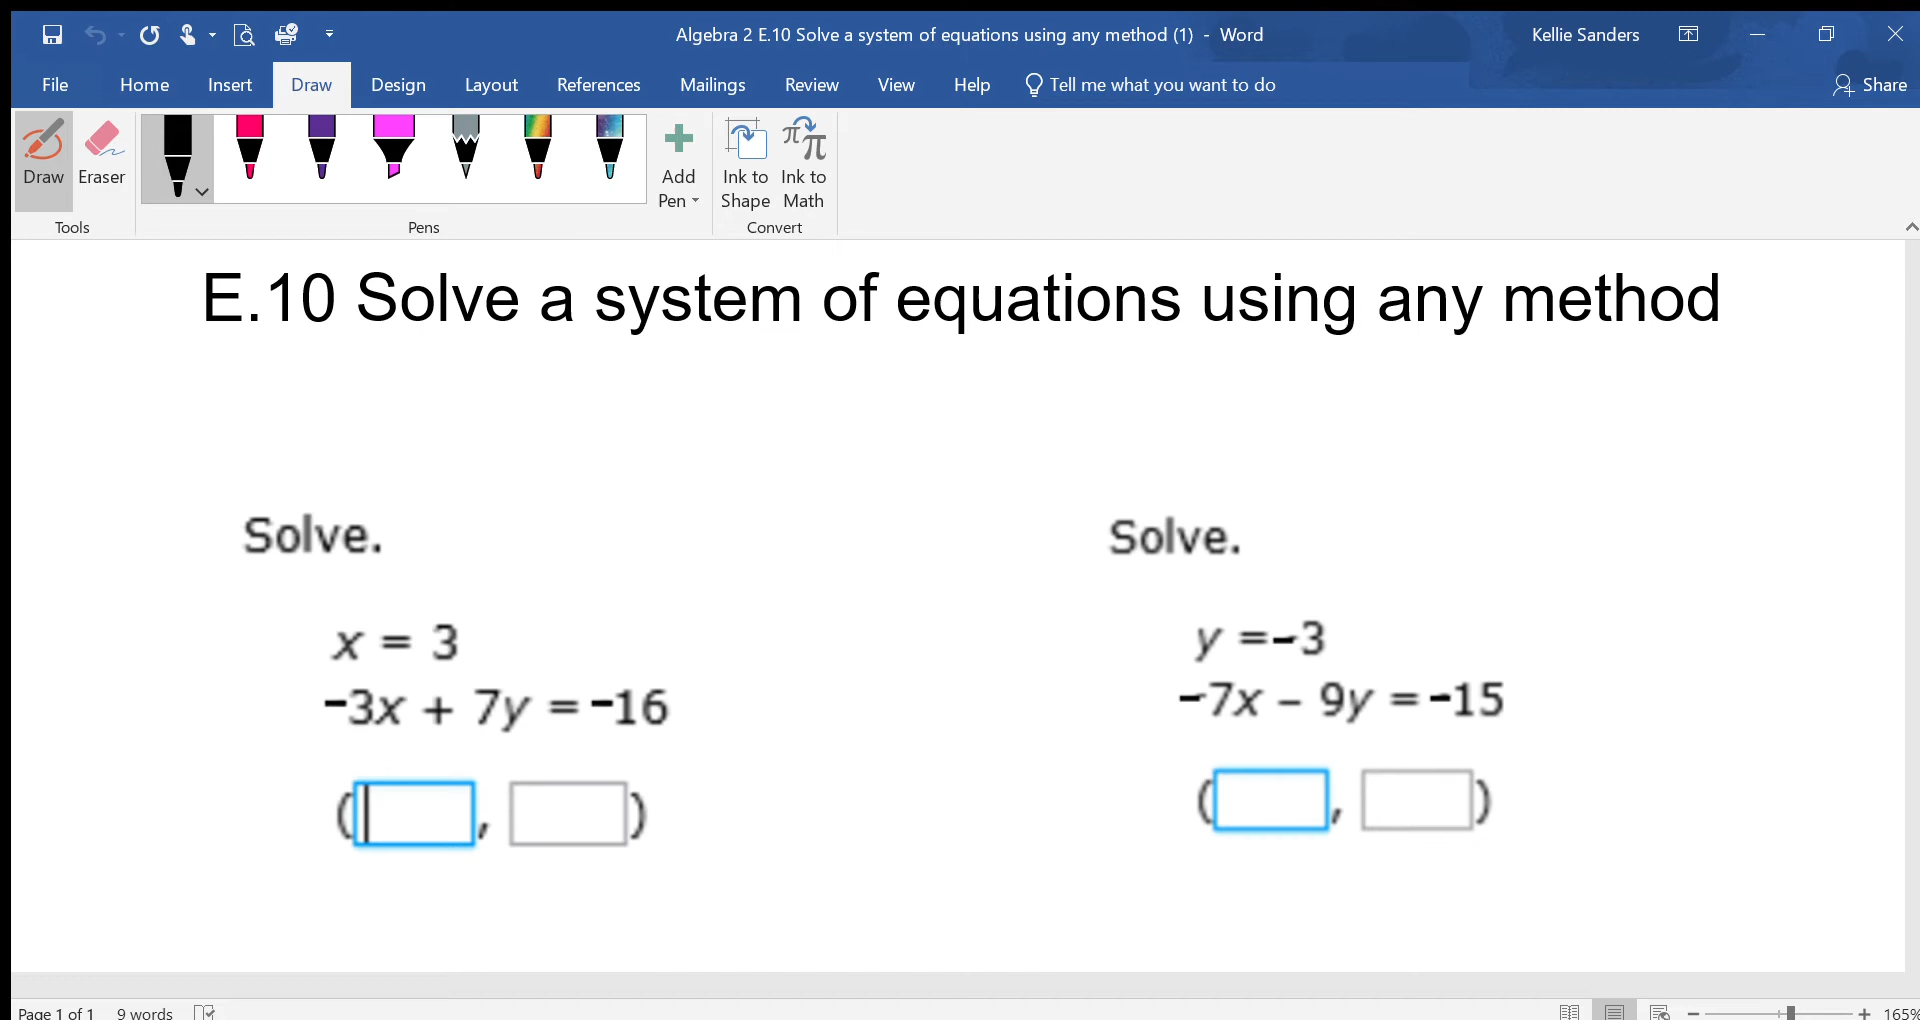 Algebra 2 E.10 Solve a system of equations using any method (1) - Word
Kellie Sanders
File Home Insert Draw Design Layout References Mailings Review View Help Tell me what you want to do Share
Draw Eraser Add Pen Ink to Shape Ink to Math
Tools Pens Convert
E.10 Solve a system of equations using any method
Solve.
x = 3
-3x + 7y = -16
( , )
Solve.
y = -3
-7x - 9y = -15
( , )
Page 1 of 1 9 words 165%